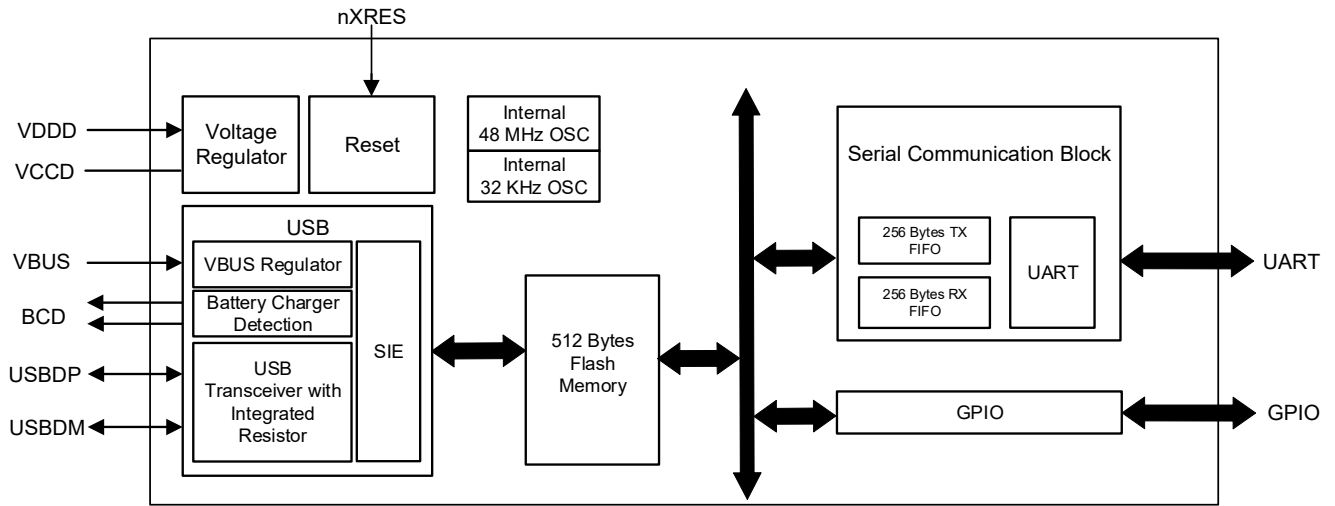 nXRES
VDDD
VCCD
Voltage
Regulator
Reset
Internal
48 MHz OSC
Internal
32 KHz OSC
VBUS
BCD
USBDP
USBDM
USB
VBUS Regulator
Battery Charger
Detection
USB
Transceiver with
Integrated
Resistor
SIE
512 Bytes
Flash
Memory
Serial Communication Block
256 Bytes TX
FIFO
256 Bytes RX
FIFO
UART
UART
GPIO
GPIO